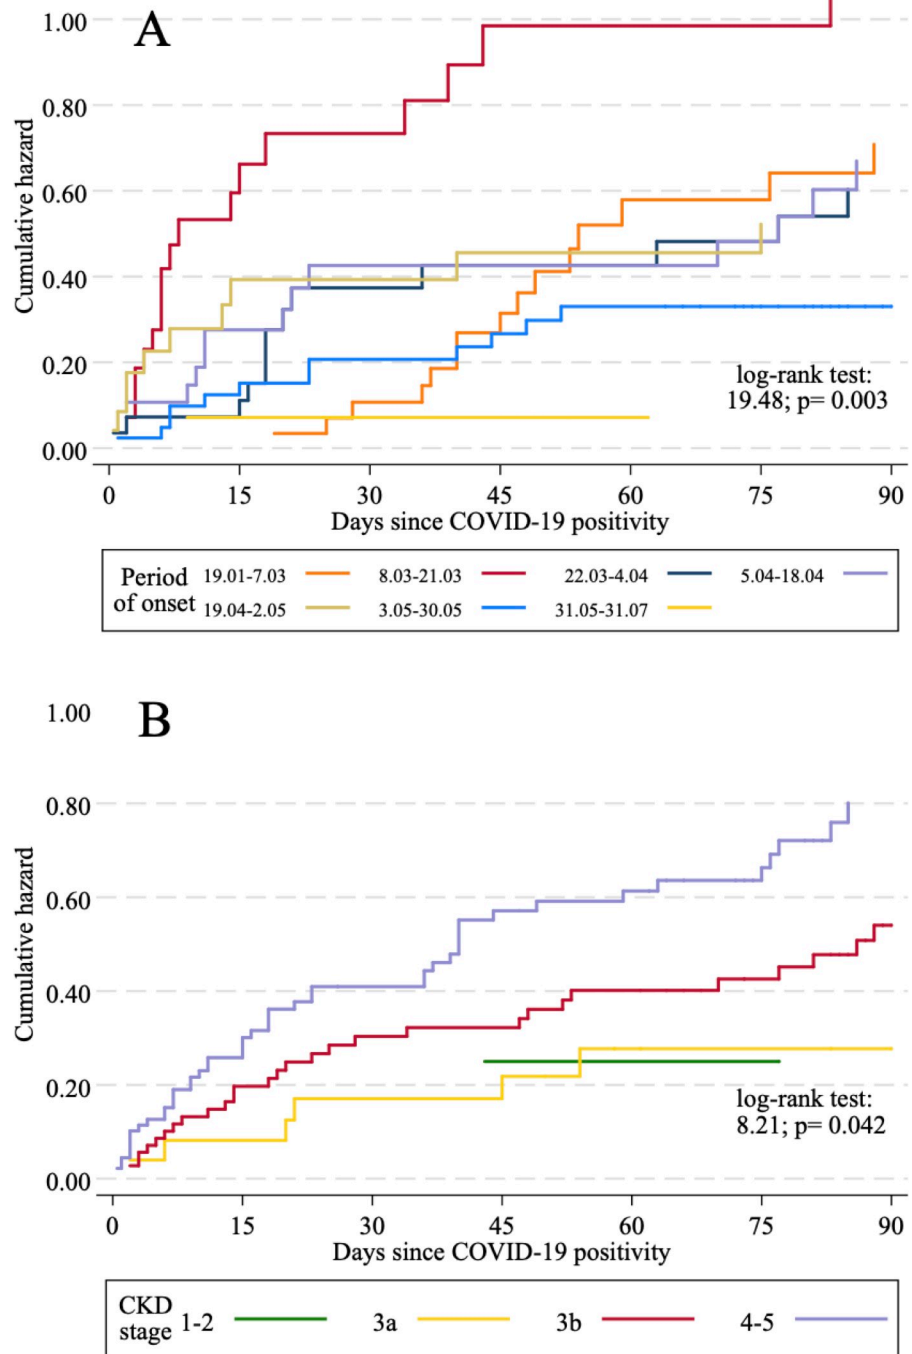 A
1.00
0.80
0.60
0.40
0.20
0.00
Cumulative hazard
log-rank test:
19.48; p= 0.003
0 15 30 45 60 75 90
Days since COVID-19 positivity
Period
of onset
19.01-7.03 8.03-21.03 22.03-4.04 5.04-18.04
19.04-2.05 3.05-30.05 31.05-31.07
B
1.00
0.80
0.60
0.40
0.20
0.00
Cumulative hazard
log-rank test:
8.21; p= 0.042
0 15 30 45 60 75 90
Days since COVID-19 positivity
CKD
stage
1-2 3a 3b 4-5